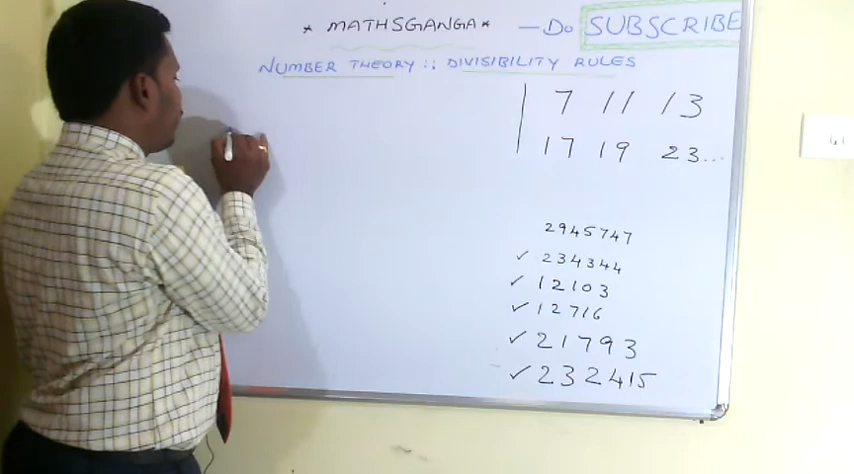 * MATHSGANGA * — Do SUBSCRIBE
NUMBER THEORY :: DIVISIBILITY RULES
7 11 13
17 19 23...
2945747
✓ 234344
✓ 12103
✓ 12716
✓ 21793
✓ 232415